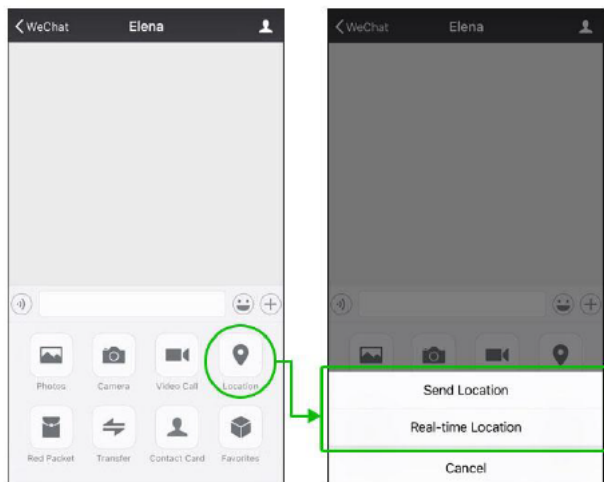 WeChat Elena
Photos Camera Video Call Location
Red Packet Transfer Contact Card Favorites
WeChat Elena
Send Location
Real-time Location
Cancel